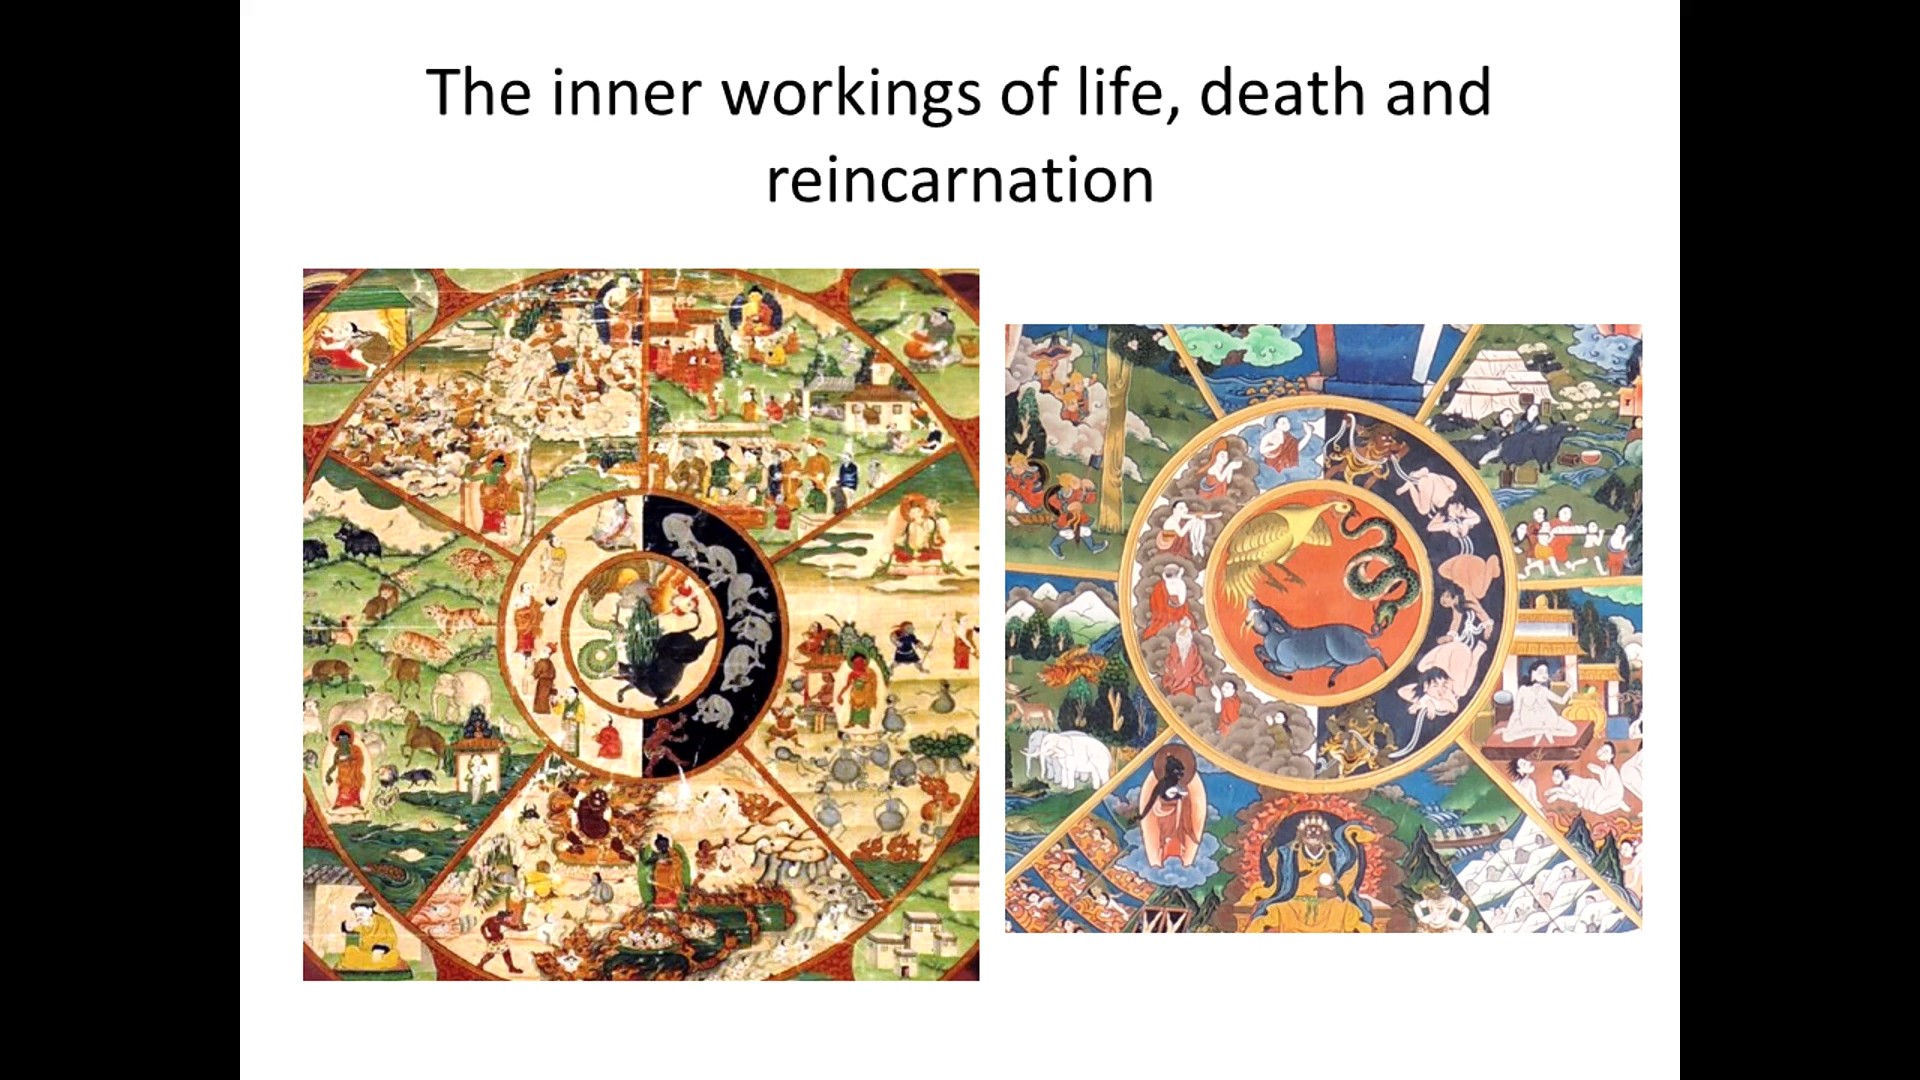 The inner workings of life, death and
reincarnation